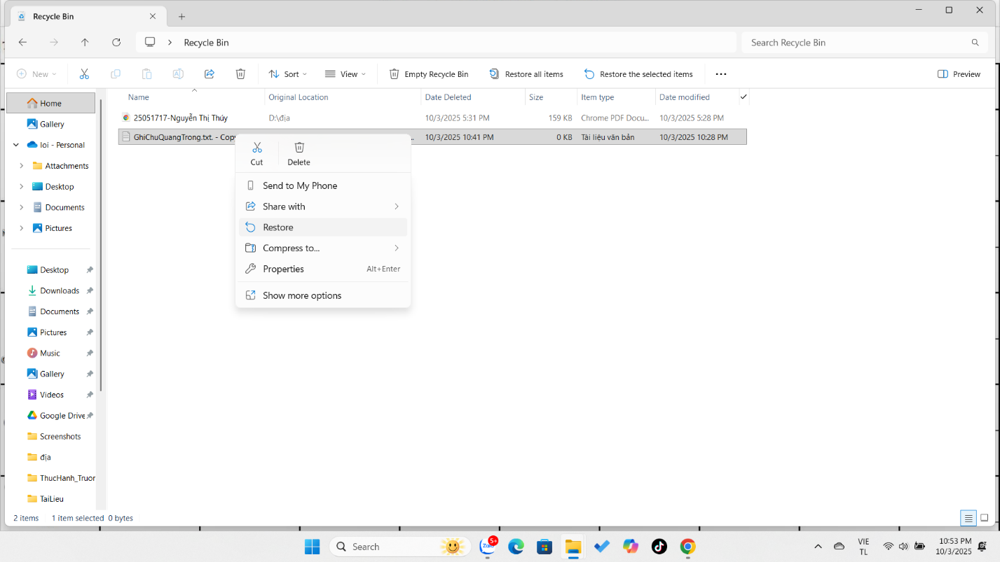 Recycle Bin
Recycle Bin
Search Recycle Bin
New
Sort
View
Empty Recycle Bin
Restore all items
Restore the selected items
Preview
Name
Original Location
Date Deleted
Size
Item type
Date modified
25051717-Nguyễn Thị Thúy
D:\địa
10/3/2025 5:31 PM
159 KB
Chrome PDF Docu...
10/3/2025 5:28 PM
GhiChuQuangTrong.txt. - Copy
10/3/2025 10:41 PM
0 KB
Tài liệu văn bản
10/3/2025 10:28 PM
Cut
Delete
Send to My Phone
Share with
Restore
Compress to...
Properties
Alt+Enter
Show more options
Home
Gallery
loi - Personal
Attachments
Desktop
Documents
Pictures
Desktop
Downloads
Documents
Pictures
Music
Gallery
Videos
Google Drive
Screenshots
địa
ThucHanh_Truor
TaiLieu
2 items
1 item selected
0 bytes
Search
Zalo
5+
VIE
TL
10:53 PM
10/3/2025